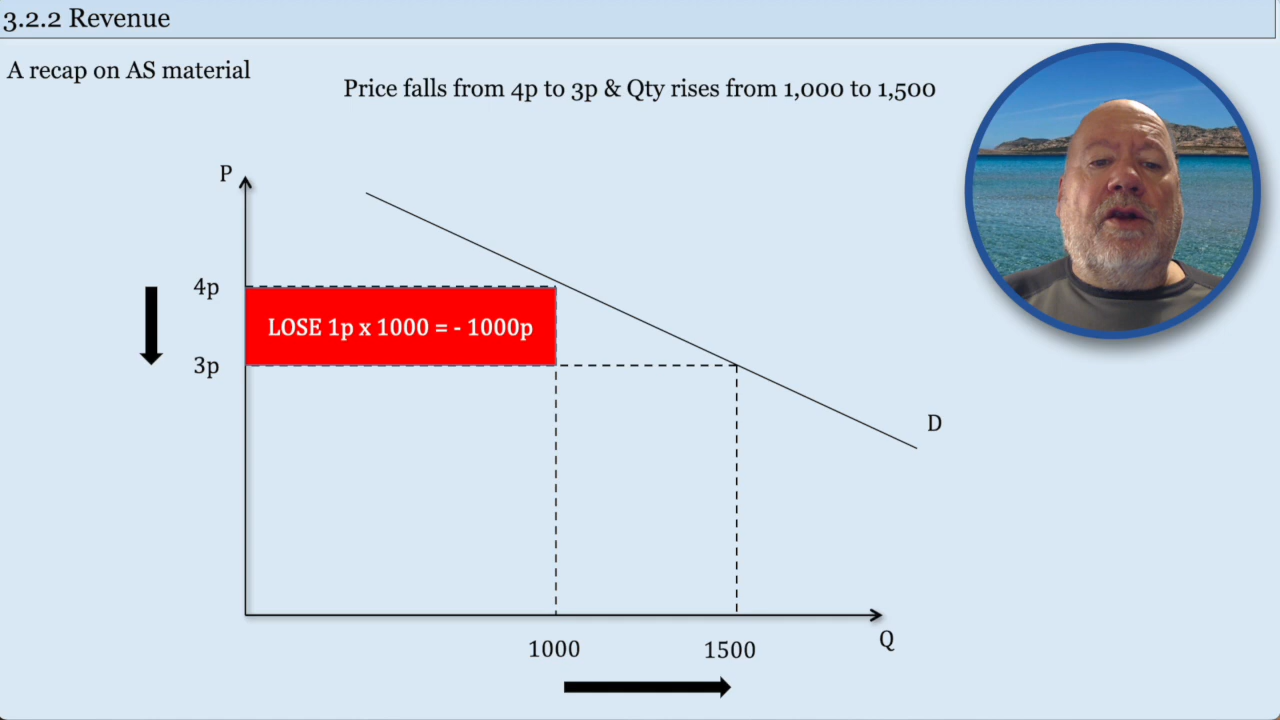 3.2.2 Revenue
A recap on AS material
Price falls from 4p to 3p & Qty rises from 1,000 to 1,500
P
4p
LOSE 1p x 1000 = - 1000p
3p
D
Q
1000
1500